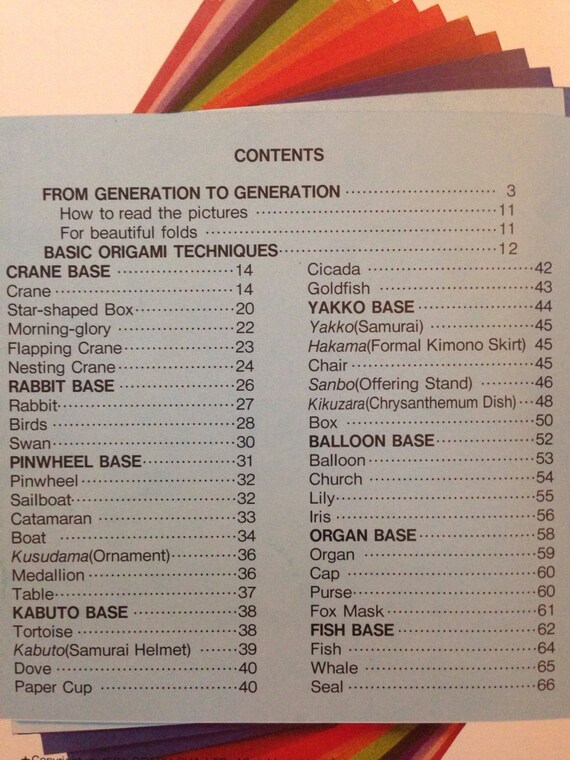 CONTENTS
FROM GENERATION TO GENERATION  3
How to read the pictures 11
For beautiful folds 11
BASIC ORIGAMI TECHNIQUES 12
CRANE BASE 14
Crane 14
Star-shaped Box 20
Morning-glory 22
Flapping Crane 23
Nesting Crane 24
RABBIT BASE 26
Rabbit 27
Birds 28
Swan 30
PINWHEEL BASE 31
Pinwheel 32
Sailboat 32
Catamaran 33
Boat 34
Kusudama(Ornament) 36
Medallion 36
Table 37
KABUTO BASE 38
Tortoise 38
Kabuto(Samurai Helmet) 39
Dove 40
Paper Cup 40
Cicada 42
Goldfish 43
YAKKO BASE 44
Yakko(Samurai) 45
Hakama(Formal Kimono Skirt) 45
Chair 45
Sanbo(Offering Stand) 46
Kikuzara(Chrysanthemum Dish) 48
Box 50
BALLOON BASE 52
Balloon 53
Church 54
Lily 55
Iris 56
ORGAN BASE 58
Organ 59
Cap 60
Purse 60
Fox Mask 61
FISH BASE 62
Fish 64
Whale 65
Seal 66